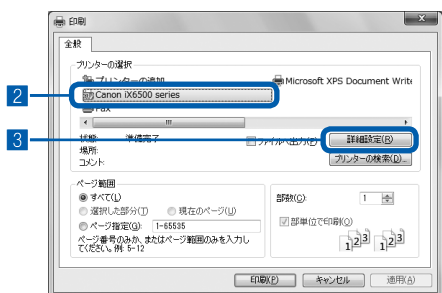 印刷
全般
プリンターの選択
プリンターの追加
Microsoft XPS Document Write
2
Canon iX6500 series
Fax
3
状態: 準備完了
ファイルへ出力(F)
詳細設定(R)
場所:
コメント:
プリンターの検索(D)...
ページ範囲
すべて(L)
選択した部分(T)
現在のページ(U)
ページ指定(G): 1-65535
ページ番号のみか、またはページ範囲のみを入力し
てください。例: 5-12
部数(C): 1
部単位で印刷(O)
1 2 3 1 2 3
印刷(P)
キャンセル
適用(A)